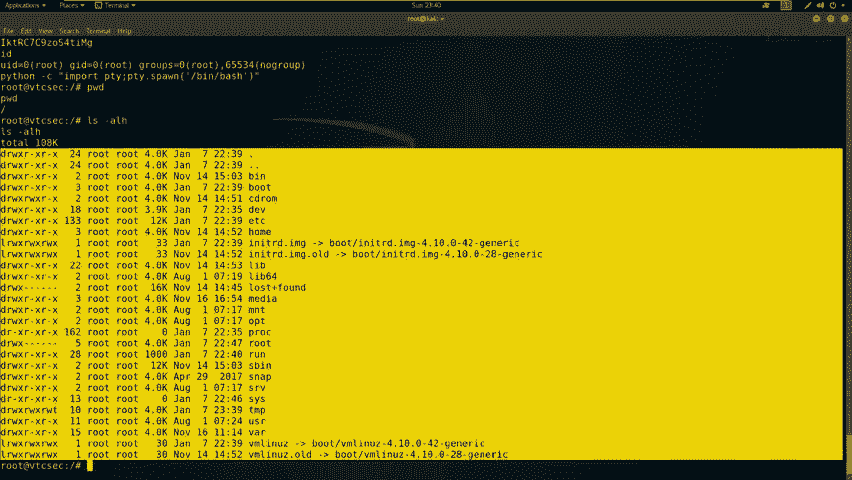 Applications Places Terminal Sun 23:40
root@kali: ~
File Edit View Search Terminal Help
IktRC7C9zo54tiMg
id
uid=0(root) gid=0(root) groups=0(root),65534(nogroup)
python -c "import pty;pty.spawn('/bin/bash')"
root@vtcsec:/# pwd
pwd
/
root@vtcsec:/# ls -alh
ls -alh
total 108K
drwxr-xr-x 24 root root 4.0K Jan 7 22:39 .
drwxr-xr-x 24 root root 4.0K Jan 7 22:39 ..
drwxr-xr-x 2 root root 4.0K Nov 14 15:03 bin
drwxr-xr-x 3 root root 4.0K Jan 7 22:39 boot
drwxrwxr-x 2 root root 4.0K Nov 14 14:51 cdrom
drwxr-xr-x 18 root root 3.9K Jan 7 22:35 dev
drwxr-xr-x 133 root root 12K Jan 7 22:39 etc
drwxr-xr-x 3 root root 4.0K Nov 14 14:52 home
lrwxrwxrwx 1 root root 33 Jan 7 22:39 initrd.img -> boot/initrd.img-4.10.0-42-generic
lrwxrwxrwx 1 root root 33 Nov 14 14:52 initrd.img.old -> boot/initrd.img-4.10.0-28-generic
drwxr-xr-x 22 root root 4.0K Nov 14 14:53 lib
drwxr-xr-x 2 root root 4.0K Aug 1 07:19 lib64
drwx------ 2 root root 16K Nov 14 14:45 lost+found
drwxr-xr-x 3 root root 4.0K Nov 16 16:54 media
drwxr-xr-x 2 root root 4.0K Aug 1 07:17 mnt
drwxr-xr-x 2 root root 4.0K Aug 1 07:17 opt
dr-xr-xr-x 162 root root 0 Jan 7 22:35 proc
drwx------ 5 root root 4.0K Jan 7 22:47 root
drwxr-xr-x 28 root root 1000 Jan 7 22:40 run
drwxr-xr-x 2 root root 12K Nov 14 15:03 sbin
drwxr-xr-x 2 root root 4.0K Apr 29 2017 snap
drwxr-xr-x 2 root root 4.0K Aug 1 07:17 srv
dr-xr-xr-x 13 root root 0 Jan 7 22:46 sys
drwxrwxrwt 10 root root 4.0K Jan 7 23:39 tmp
drwxr-xr-x 11 root root 4.0K Aug 1 07:24 usr
drwxr-xr-x 15 root root 4.0K Nov 16 11:14 var
lrwxrwxrwx 1 root root 30 Jan 7 22:39 vmlinuz -> boot/vmlinuz-4.10.0-42-generic
lrwxrwxrwx 1 root root 30 Nov 14 14:52 vmlinuz.old -> boot/vmlinuz-4.10.0-28-generic
root@vtcsec:/#